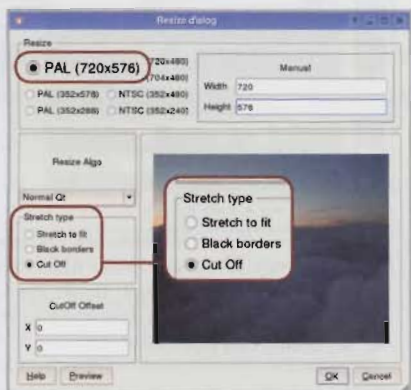 Resize dialog
Resize
PAL (720x576)
720x480)
(704x480)
PAL (352x576) NTSC (352x480)
PAL (352x288) NTSC (352x240)
Manual
Width 720
Height 576
Resize Algo
Normal Qt
Stretch type
Stretch to fit
Black borders
Cut Off
Stretch type
Stretch to fit
Black borders
Cut Off
CutOff Offset
X 0
Y 0
Help Preview OK Cancel